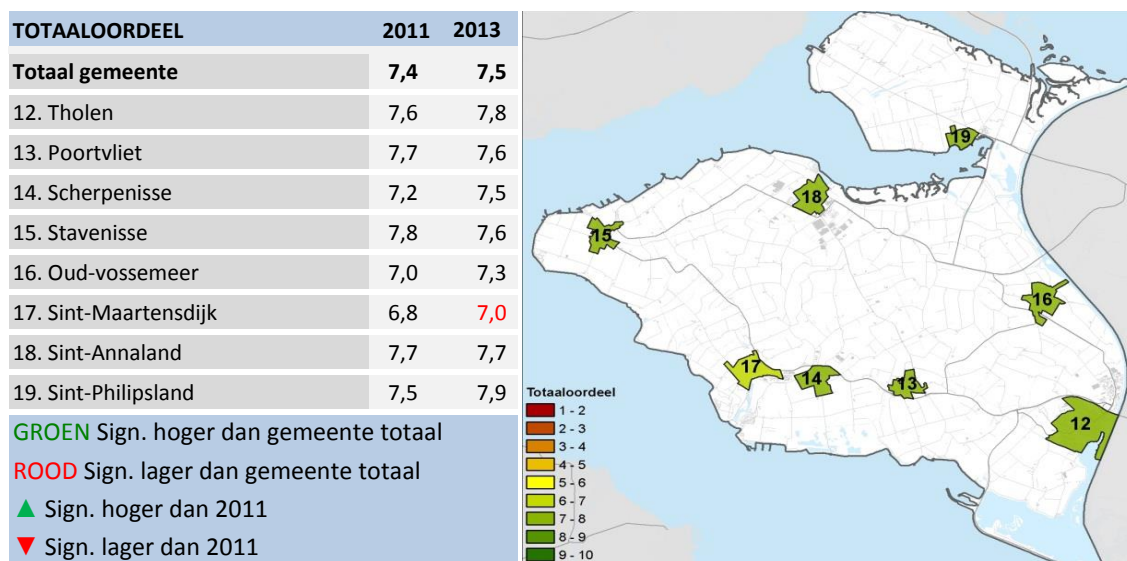 TOTAALOORDEEL 2011 2013
Totaal gemeente 7,4 7,5
12. Tholen 7,6 7,8
13. Poortvliet 7,7 7,6
14. Scherpenisse 7,2 7,5
15. Stavenisse 7,8 7,6
16. Oud-vossemeer 7,0 7,3
17. Sint-Maartensdijk 6,8 7,0
18. Sint-Annaland 7,7 7,7
19. Sint-Philipsland 7,5 7,9
GROEN Sign. hoger dan gemeente totaal
ROOD Sign. lager dan gemeente totaal
▲ Sign. hoger dan 2011
▼ Sign. lager dan 2011
19
18
15
16
17
14
13
12
Totaaloordeel
1 - 2
2 - 3
3 - 4
4 - 5
5 - 6
6 - 7
7 - 8
8 - 9
9 - 10